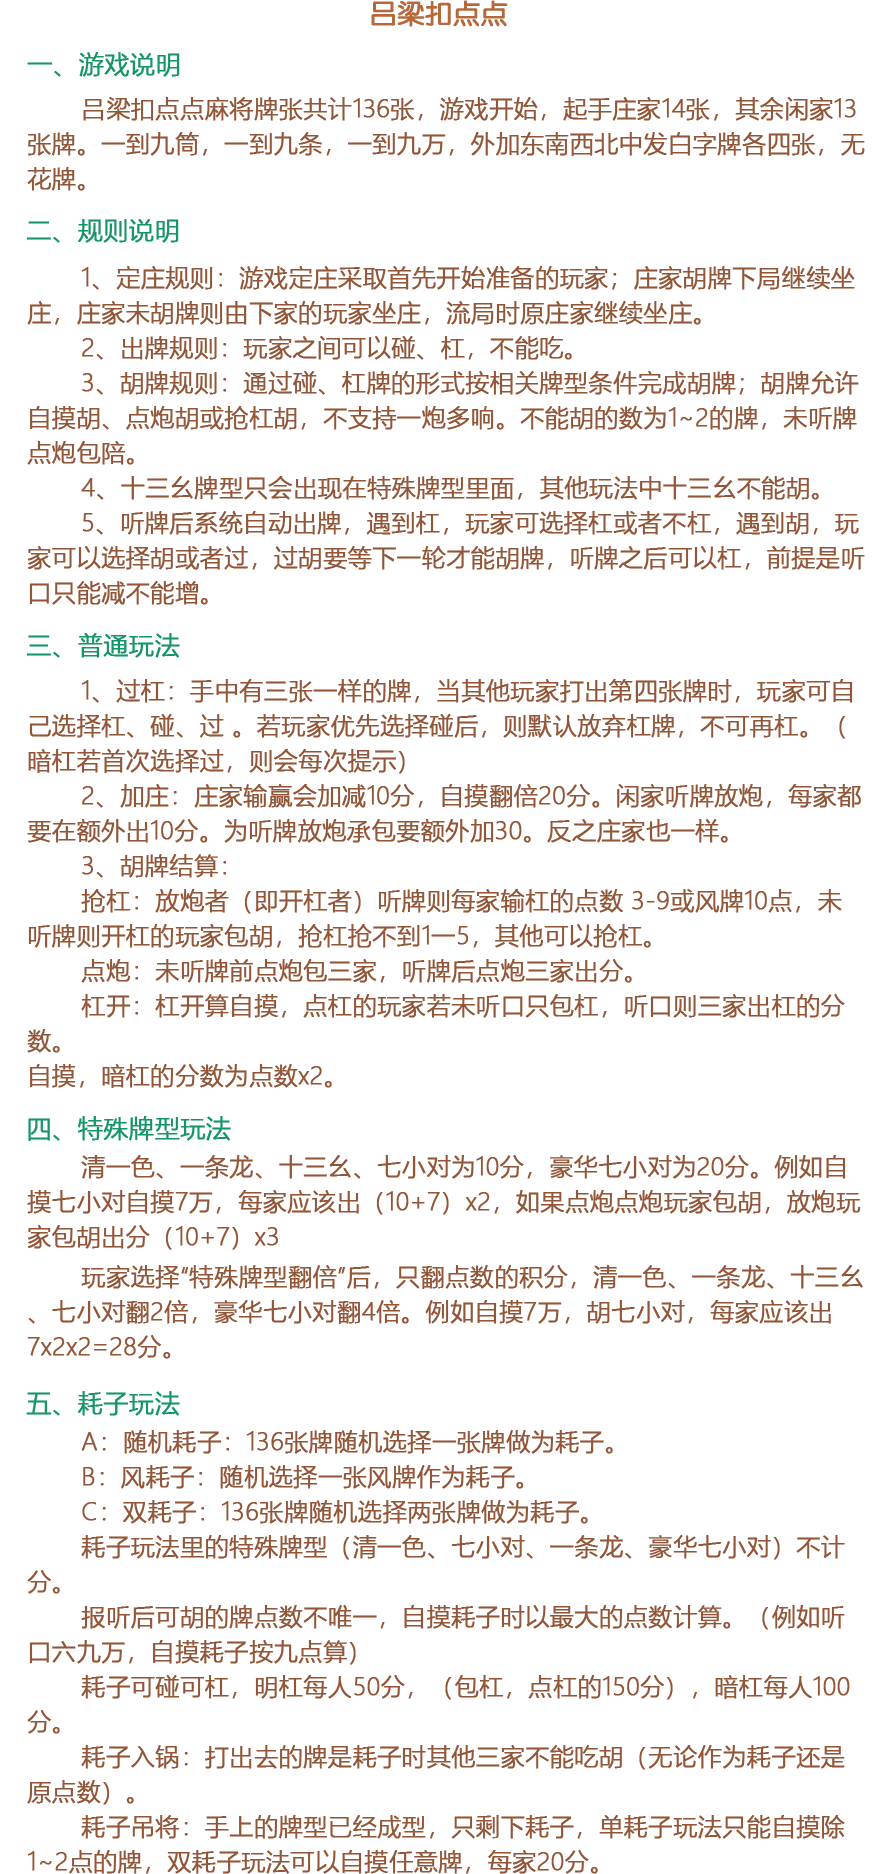 吕梁扣点点
一、游戏说明
吕梁扣点点麻将牌张共计136张，游戏开始，起手庄家14张，其余闲家13
张牌。一到九筒，一到九条，一到九万，外加东南西北中发白字牌各四张，无
花牌。
二、规则说明
1、定庄规则：游戏定庄采取首先开始准备的玩家；庄家胡牌下局继续坐
庄，庄家未胡牌则由下家的玩家坐庄，流局时原庄家继续坐庄。
2、出牌规则：玩家之间可以碰、杠，不能吃。
3、胡牌规则：通过碰、杠牌的形式按相关牌型条件完成胡牌；胡牌允许
自摸胡、点炮胡或抢杠胡，不支持一炮多响。不能胡的数为1~2的牌，未听牌
点炮包陪。
4、十三幺牌型只会出现在特殊牌型里面，其他玩法中十三幺不能胡。
5、听牌后系统自动出牌，遇到杠，玩家可选择杠或者不杠，遇到胡，玩
家可以选择胡或者过，过胡要等下一轮才能胡牌，听牌之后可以杠，前提是听
口只能减不能增。
三、普通玩法
1、过杠：手中有三张一样的牌，当其他玩家打出第四张牌时，玩家可自
己选择杠、碰、过 。若玩家优先选择碰后，则默认放弃杠牌，不可再杠。（
暗杠若首次选择过，则会每次提示）
2、加庄：庄家输赢会加减10分，自摸翻倍20分。闲家听牌放炮，每家都
要在额外出10分。为听牌放炮承包要额外加30。反之庄家也一样。
3、胡牌结算：
抢杠：放炮者（即开杠者）听牌则每家输杠的点数 3-9或风牌10点，未
听牌则开杠的玩家包胡，抢杠抢不到1—5，其他可以抢杠。
点炮：未听牌前点炮包三家，听牌后点炮三家出分。
杠开：杠开算自摸，点杠的玩家若未听口只包杠，听口则三家出杠的分
数。
自摸，暗杠的分数为点数x2。
四、特殊牌型玩法
清一色、一条龙、十三幺、七小对为10分，豪华七小对为20分。例如自
摸七小对自摸7万，每家应该出（10+7）x2，如果点炮点炮玩家包胡，放炮玩
家包胡出分（10+7）x3
玩家选择“特殊牌型翻倍”后，只翻点数的积分，清一色、一条龙、十三幺
、七小对翻2倍，豪华七小对翻4倍。例如自摸7万，胡七小对，每家应该出
7x2x2=28分。
五、耗子玩法
A：随机耗子：136张牌随机选择一张牌做为耗子。
B：风耗子：随机选择一张风牌作为耗子。
C：双耗子：136张牌随机选择两张牌做为耗子。
耗子玩法里的特殊牌型（清一色、七小对、一条龙、豪华七小对）不计
分。
报听后可胡的牌点数不唯一，自摸耗子时以最大的点数计算。（例如听
口六九万，自摸耗子按九点算）
耗子可碰可杠，明杠每人50分，（包杠，点杠的150分），暗杠每人100
分。
耗子入锅：打出去的牌是耗子时其他三家不能吃胡（无论作为耗子还是
原点数）。
耗子吊将：手上的牌型已经成型，只剩下耗子，单耗子玩法只能自摸除
1~2点的牌，双耗子玩法可以自摸任意牌，每家20分。